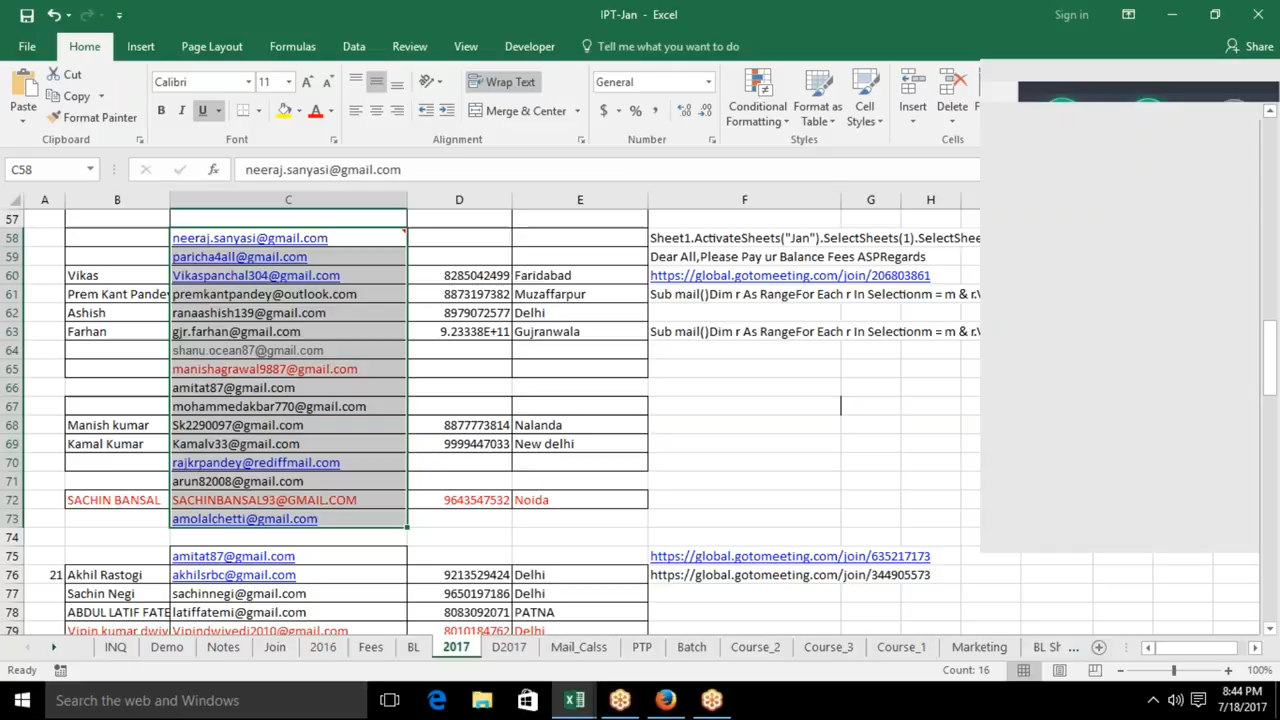 IPT-Jan - Excel
Sign in
File Home Insert Page Layout Formulas Data Review View Developer Tell me what you want to do Share
Paste Cut Copy Format Painter Clipboard
Calibri 11 B I U Font
Wrap Text Merge & Center Alignment
General $ % , Number
Conditional Formatting Format as Table Cell Styles Styles
Insert Delete Cells
C58 fx neeraj.sanyasi@gmail.com
A B C D E F G H
57
58 neeraj.sanyasi@gmail.com Sheet1.ActivateSheets("Jan").SelectSheets(1).SelectShee
59 paricha4all@gmail.com Dear All,Please Pay ur Balance Fees ASPRegards
60 Vikas Vikaspanchal304@gmail.com 8285042499 Faridabad https://global.gotomeeting.com/join/206803861
61 Prem Kant Pande premkantpandey@outlook.com 8873197382 Muzaffarpur Sub mail()Dim r As RangeFor Each r In Selectionm = m & r.V
62 Ashish ranaashish139@gmail.com 8979072577 Delhi
63 Farhan gjr.farhan@gmail.com 9.23338E+11 Gujranwala Sub mail()Dim r As RangeFor Each r In Selectionm = m & r.V
64 shanu.ocean87@gmail.com
65 manishagrawal9887@gmail.com
66 amitat87@gmail.com
67 mohammedakbar770@gmail.com
68 Manish kumar Sk2290097@gmail.com 8877773814 Nalanda
69 Kamal Kumar Kamalv33@gmail.com 9999447033 New delhi
70 rajkrpandey@rediffmail.com
71 arun82008@gmail.com
72 SACHIN BANSAL SACHINBANSAL93@GMAIL.COM 9643547532 Noida
73 amolalchetti@gmail.com
74
75 amitat87@gmail.com https://global.gotomeeting.com/join/635217173
76 21 Akhil Rastogi akhilsrbc@gmail.com 9213529424 Delhi https://global.gotomeeting.com/join/344905573
77 Sachin Negi sachinnegi@gmail.com 9650197186 Delhi
78 ABDUL LATIF FATE latiffatemi@gmail.com 8083092071 PATNA
79 Vipin kumar dwiv Vipindwivedi2010@gmail.com 8010184762 Delhi
INQ Demo Notes Join 2016 Fees BL 2017 D2017 Mail_Calss PTP Batch Course_2 Course_3 Course_1 Marketing BL Sh ...
Ready Count: 16 100%
Search the web and Windows
8:44 PM
7/18/2017